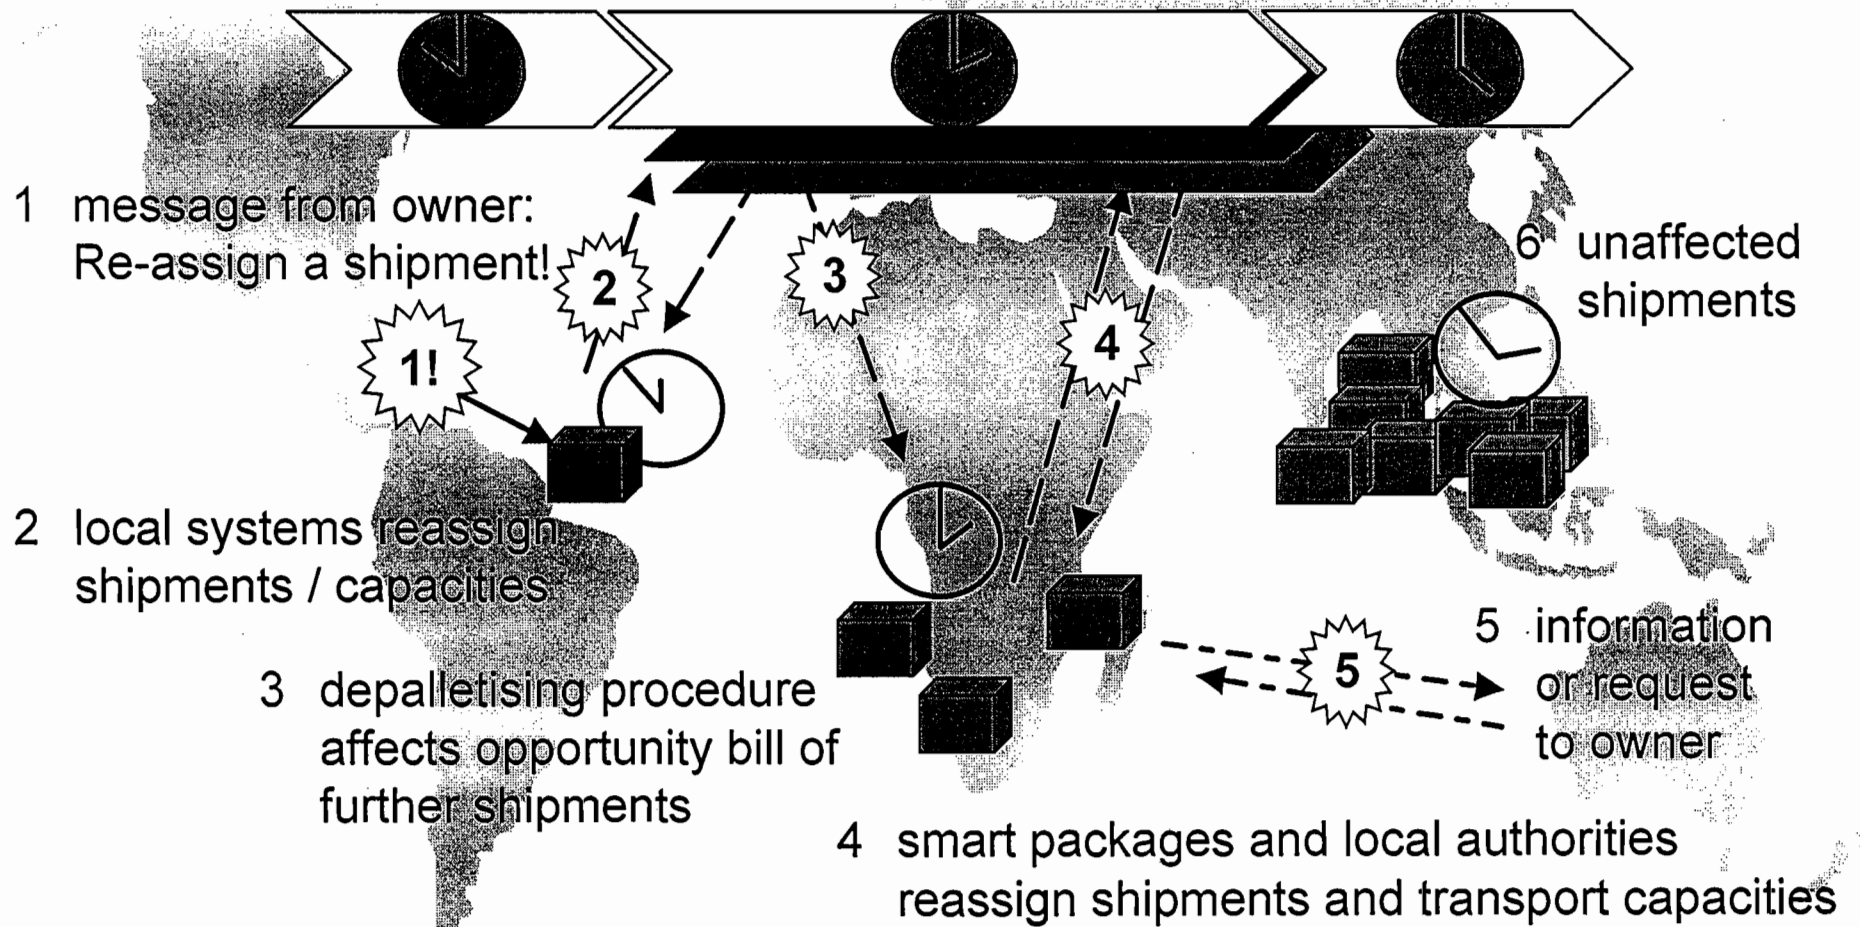 1 message from owner:
Re-assign a shipment!
2
3
1!
4
6 unaffected
shipments
2 local systems reassign
shipments / capacities
3 depalletising procedure
affects opportunity bill of
further shipments
5
5 information
or request
to owner
4 smart packages and local authorities
reassign shipments and transport capacities